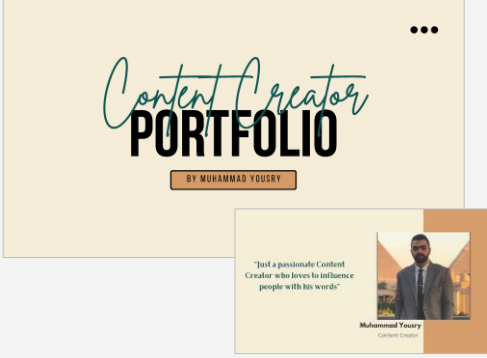 Content Creator
PORTFOLIO
BY MUHAMMAD YOUSRY
"Just a passionate Content
Creator who loves to influence
people with his words"
Muhammad Yousry
Content Creator